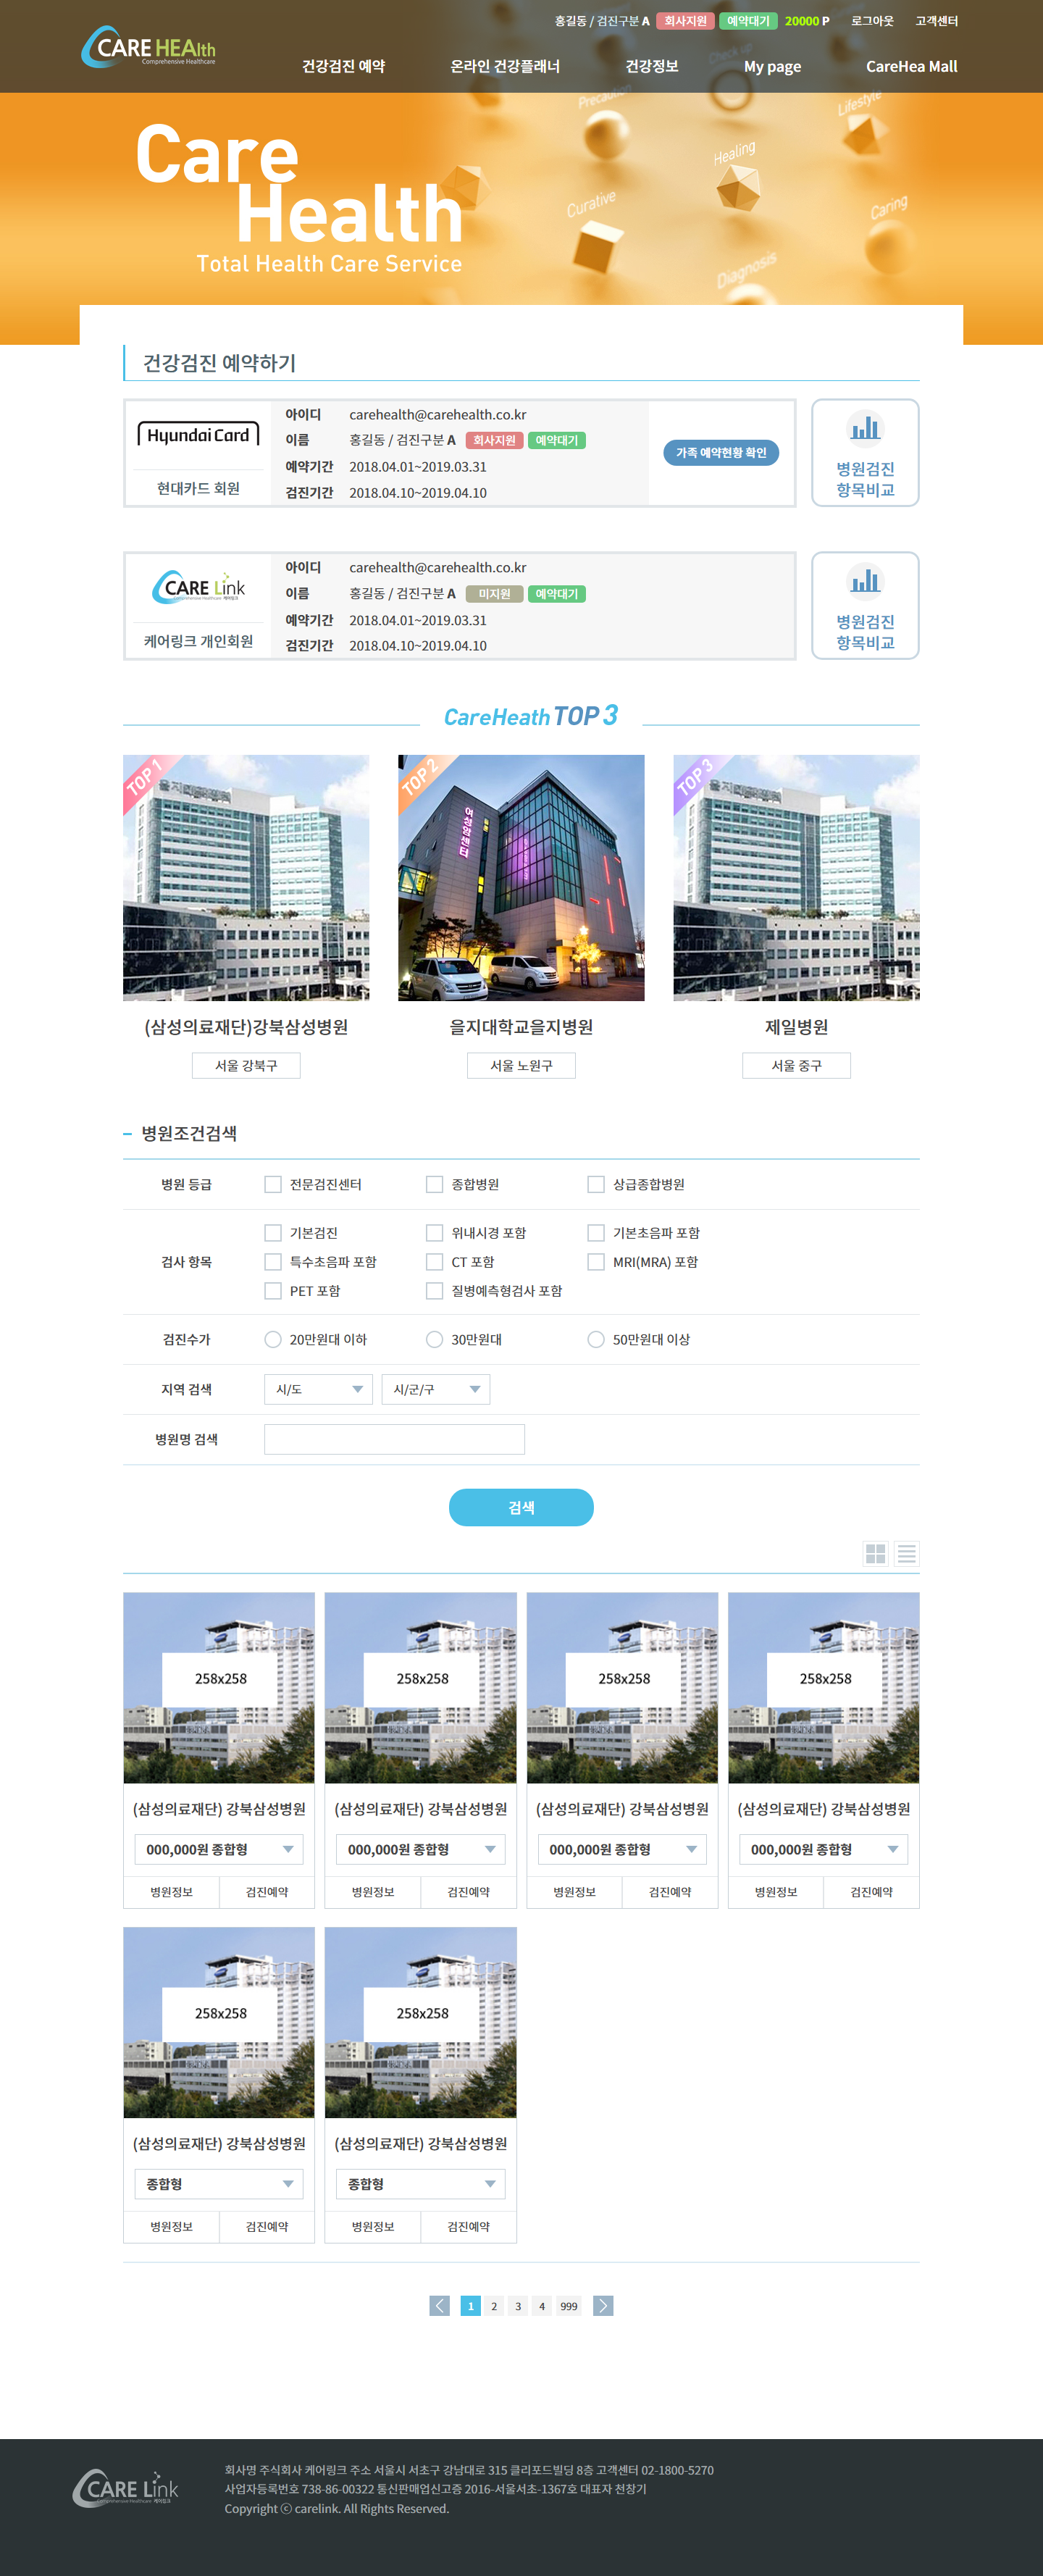 홍길동 / 검진구분 A 회사지원 예약대기 20000 P 로그아웃 고객센터
CARE HEAlth
Comprehensive Healthcare
건강검진 예약 온라인 건강플래너 건강정보 My page CareHea Mall
Check up
Precaution
Lifestyle
Healing
Curative
Caring
Diagnosis
Care
Health
Total Health Care Service
건강검진 예약하기
Hyundai Card
현대카드 회원
아이디 carehealth@carehealth.co.kr
이름 홍길동 / 검진구분 A 회사지원 예약대기
예약기간 2018.04.01~2019.03.31
검진기간 2018.04.10~2019.04.10
가족 예약현황 확인
병원검진
항목비교
CARE Link
Comprehensive Healthcare 케어링크
케어링크 개인회원
아이디 carehealth@carehealth.co.kr
이름 홍길동 / 검진구분 A 미지원 예약대기
예약기간 2018.04.01~2019.03.31
검진기간 2018.04.10~2019.04.10
병원검진
항목비교
CareHeath TOP 3
TOP 1
TOP 2
TOP 3
여성암센터
(삼성의료재단)강북삼성병원
서울 강북구
을지대학교을지병원
서울 노원구
제일병원
서울 중구
병원조건검색
병원 등급 전문검진센터 종합병원 상급종합병원
검사 항목
기본검진 위내시경 포함 기본초음파 포함
특수초음파 포함 CT 포함 MRI(MRA) 포함
PET 포함 질병예측형검사 포함
검진수가 20만원대 이하 30만원대 50만원대 이상
지역 검색 시/도 시/군/구
병원명 검색
검색
258x258 258x258 258x258 258x258
(삼성의료재단) 강북삼성병원 (삼성의료재단) 강북삼성병원 (삼성의료재단) 강북삼성병원 (삼성의료재단) 강북삼성병원
000,000원 종합형 000,000원 종합형 000,000원 종합형 000,000원 종합형
병원정보 검진예약 병원정보 검진예약 병원정보 검진예약 병원정보 검진예약
258x258 258x258
(삼성의료재단) 강북삼성병원 (삼성의료재단) 강북삼성병원
종합형 종합형
병원정보 검진예약 병원정보 검진예약
1 2 3 4 999
CARE Link
Comprehensive Healthcare 케어링크
회사명 주식회사 케어링크 주소 서울시 서초구 강남대로 315 클리포드빌딩 8층 고객센터 02-1800-5270
사업자등록번호 738-86-00322 통신판매업신고증 2016-서울서초-1367호 대표자 천창기
Copyright ⓒ carelink. All Rights Reserved.